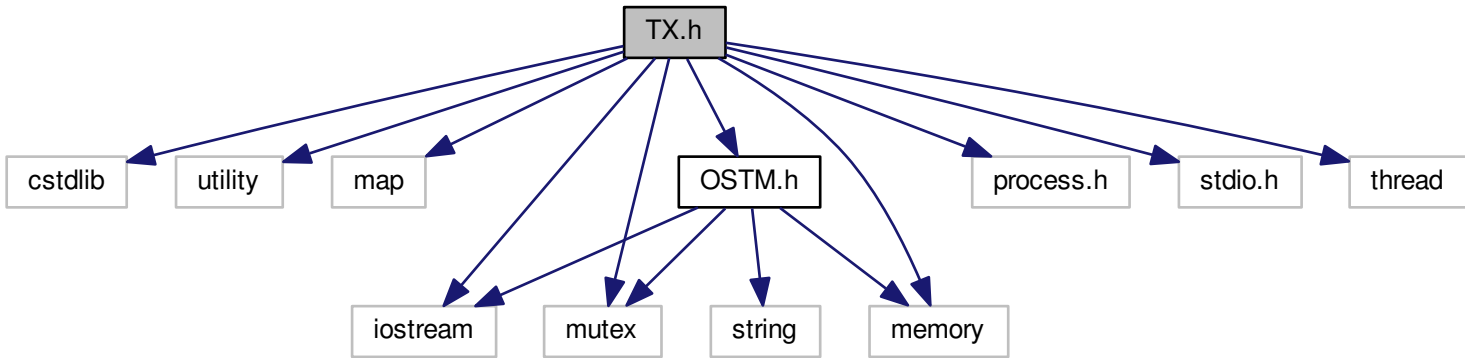 TX.h
cstdlib
utility
map
OSTM.h
process.h
stdio.h
thread
iostream
mutex
string
memory